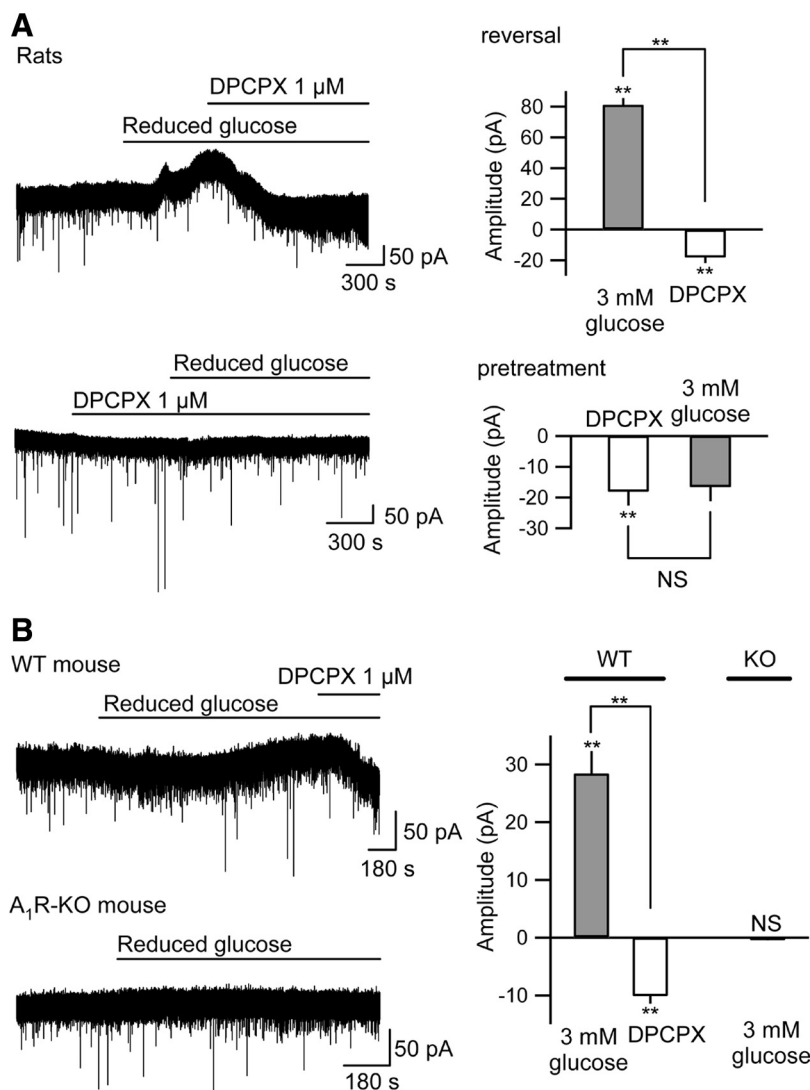 A
Rats
DPCPX 1 µM
Reduced glucose
50 pA
300 s
reversal
**
**
Amplitude (pA)
80
60
40
20
0
-20
**
3 mM
glucose
DPCPX
Reduced glucose
DPCPX 1 µM
50 pA
300 s
pretreatment
3 mM
glucose
DPCPX
Amplitude (pA)
0
-10
-20
-30
**
NS
B
WT mouse
DPCPX 1 µM
Reduced glucose
50 pA
180 s
A₁R-KO mouse
Reduced glucose
50 pA
180 s
WT
KO
**
**
Amplitude (pA)
30
20
10
0
-10
NS
**
3 mM
glucose
DPCPX
3 mM
glucose